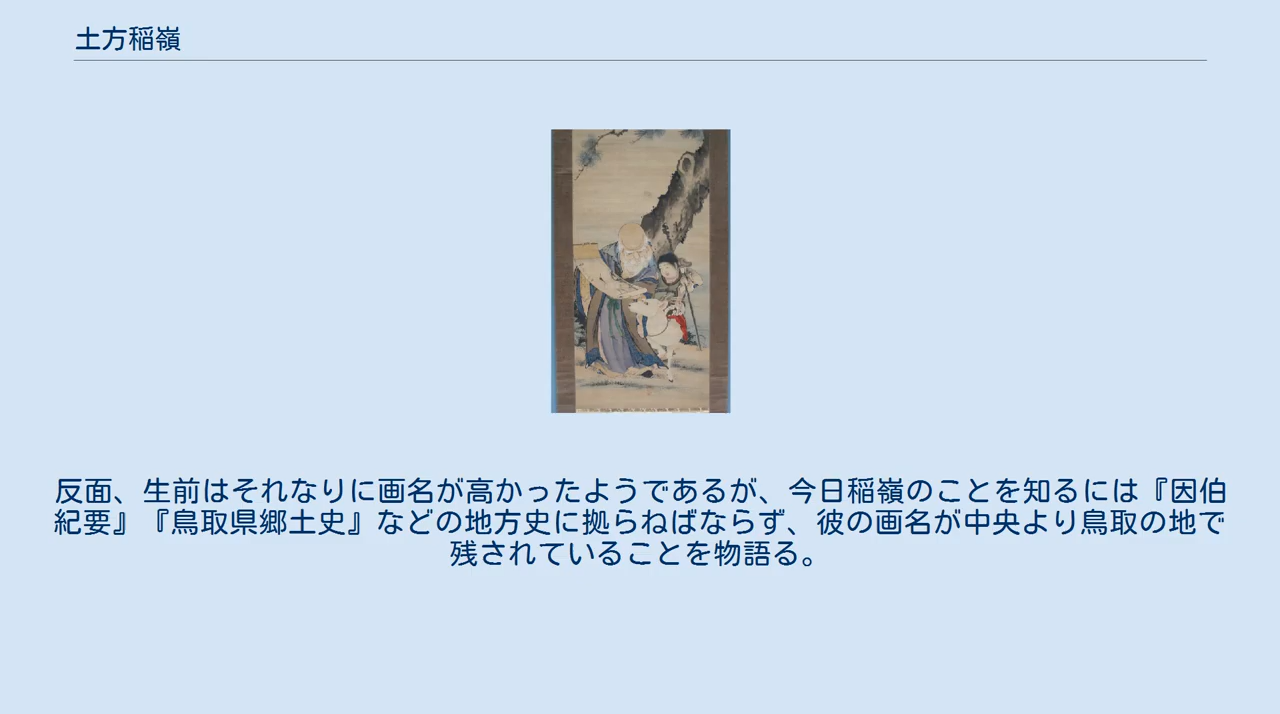 土方稲嶺
反面、生前はそれなりに画名が高かったようであるが、今日稲嶺のことを知るには『因伯
紀要』『鳥取県郷土史』などの地方史に拠らねばならず、彼の画名が中央より鳥取の地で
残されていることを物語る。